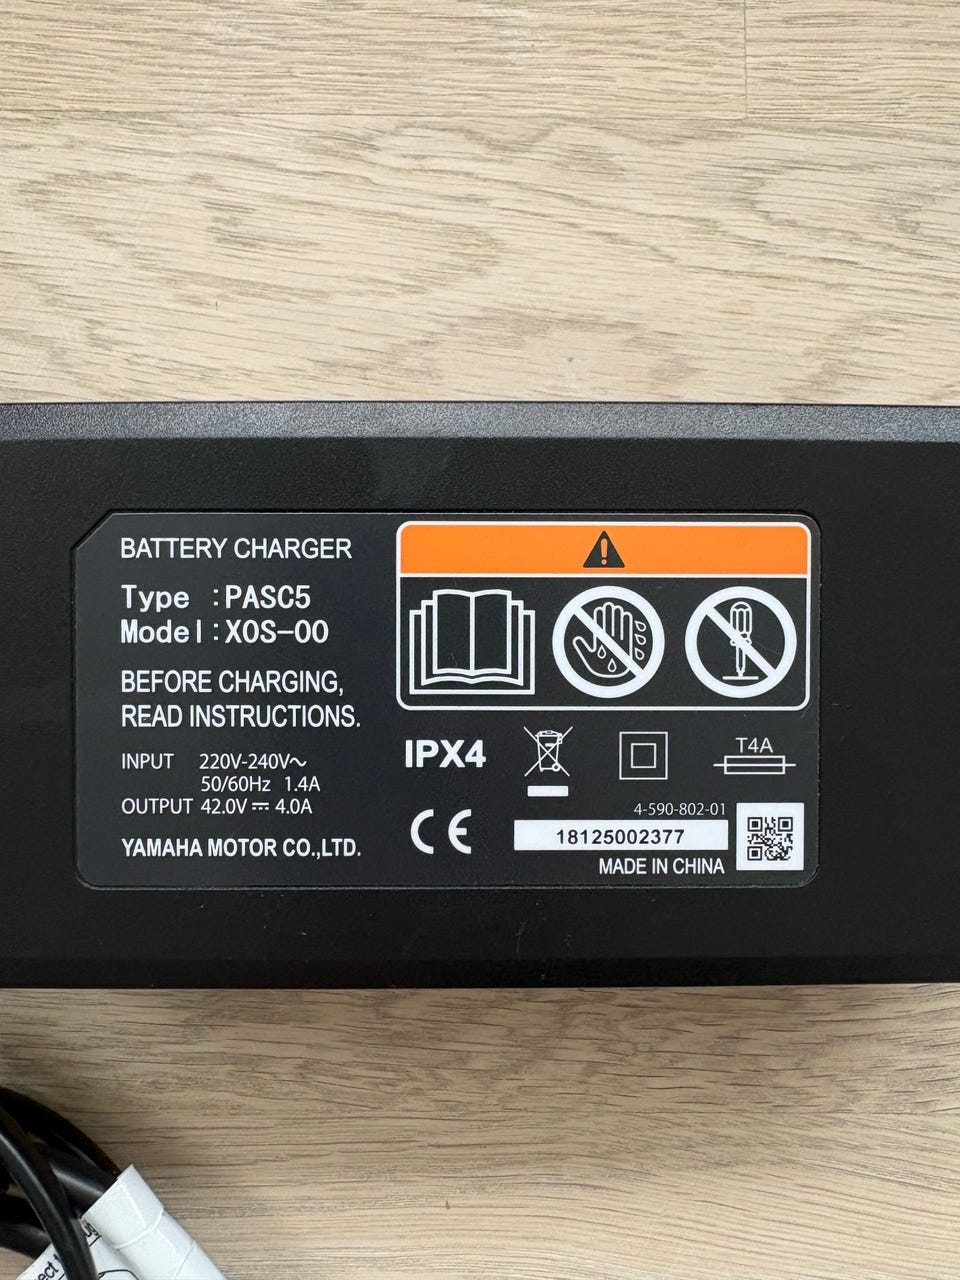 BATTERY CHARGER
Type :PASC5
Model:X0S-00
BEFORE CHARGING,
READ INSTRUCTIONS.
INPUT 220V-240V~
50/60Hz 1.4A
OUTPUT 42.0V⎓4.0A
YAMAHA MOTOR CO.,LTD.
IPX4
T4A
CE
4-590-802-01
18125002377
MADE IN CHINA